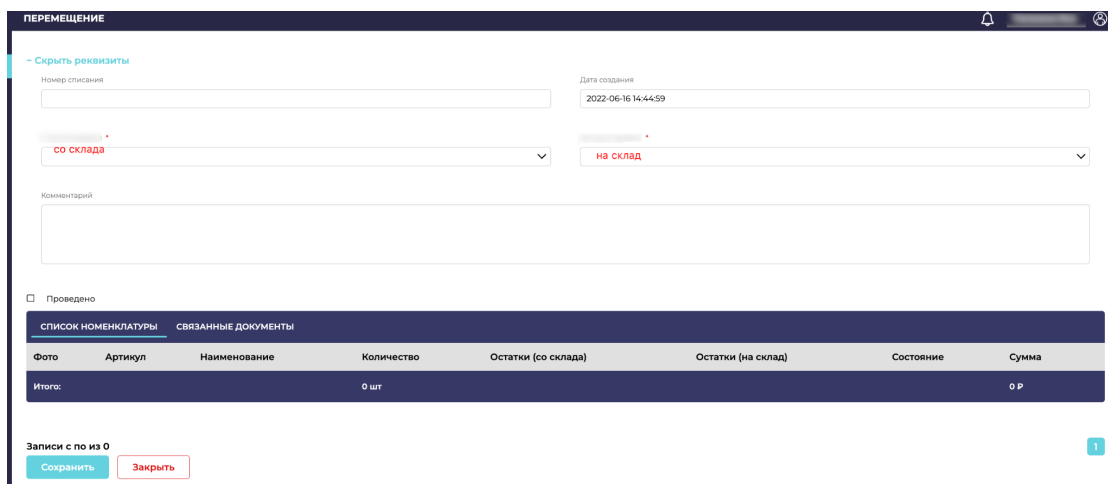 ПЕРЕМЕЩЕНИЕ
− Скрыть реквизиты
Номер списания Дата создания
2022-06-16 14:44:59
* *
со склада на склад
Комментарий
Проведено
СПИСОК НОМЕНКЛАТУРЫ СВЯЗАННЫЕ ДОКУМЕНТЫ
Фото Артикул Наименование Количество Остатки (со склада) Остатки (на склад) Состояние Сумма
Итого: 0 шт 0 ₽
Записи с по из 0 1
Сохранить Закрыть